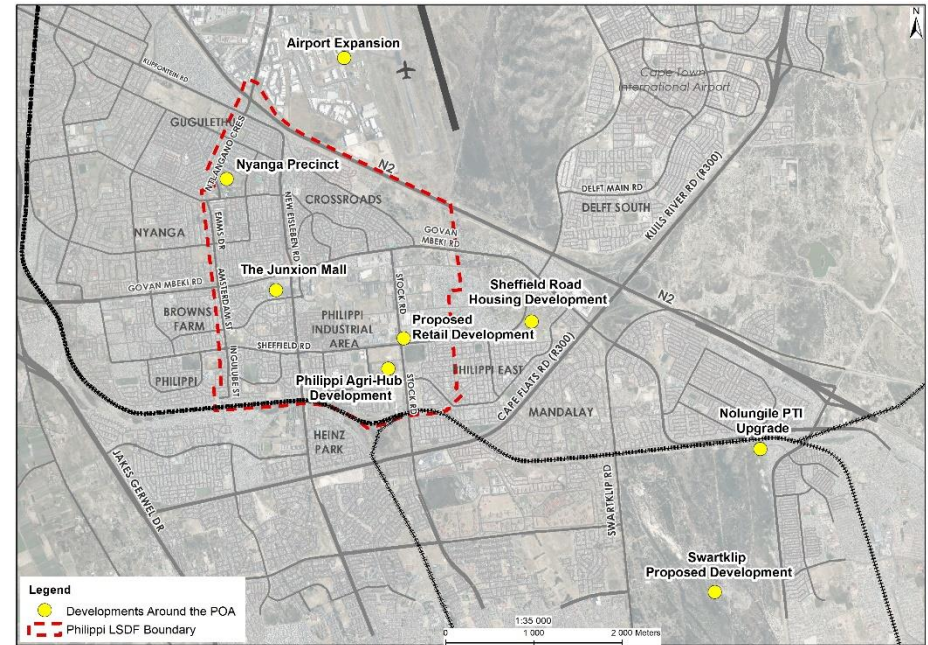 N
Airport Expansion
KLIPFONTEIN RD
Cape Town
International Airport
GUGULETHU
NTLANGANO CRES
Nyanga Precinct
N2
CROSSROADS
DELFT MAIN RD
DELFT SOUTH
KUILS RIVER RD (R300)
NYANGA
EMMS DR
NEW EISLEBEN RD
GOVAN
MBEKI RD
The Junxion Mall
AMSTERDAM ST
STOCK RD
Sheffield Road
Housing Development
N2
GOVAN MBEKI RD
BROWNS
FARM
PHILIPPI
INDUSTRIAL
AREA
Proposed
Retail Development
SHEFFIELD RD
PHILIPPI
INGULUBE ST
Philippi Agri-Hub
Development
STOCK RD
HILIPPI EAST
CAPE FLATS RD (R300)
MANDALAY
Nolungile PTI
Upgrade
HEINZ
PARK
JAKES GERWEL DR
SWARTKLIP RD
Swartklip
Proposed Development
Legend
Developments Around the POA
Philippi LSDF Boundary
1:35 000
0 1 000 2 000 Meters